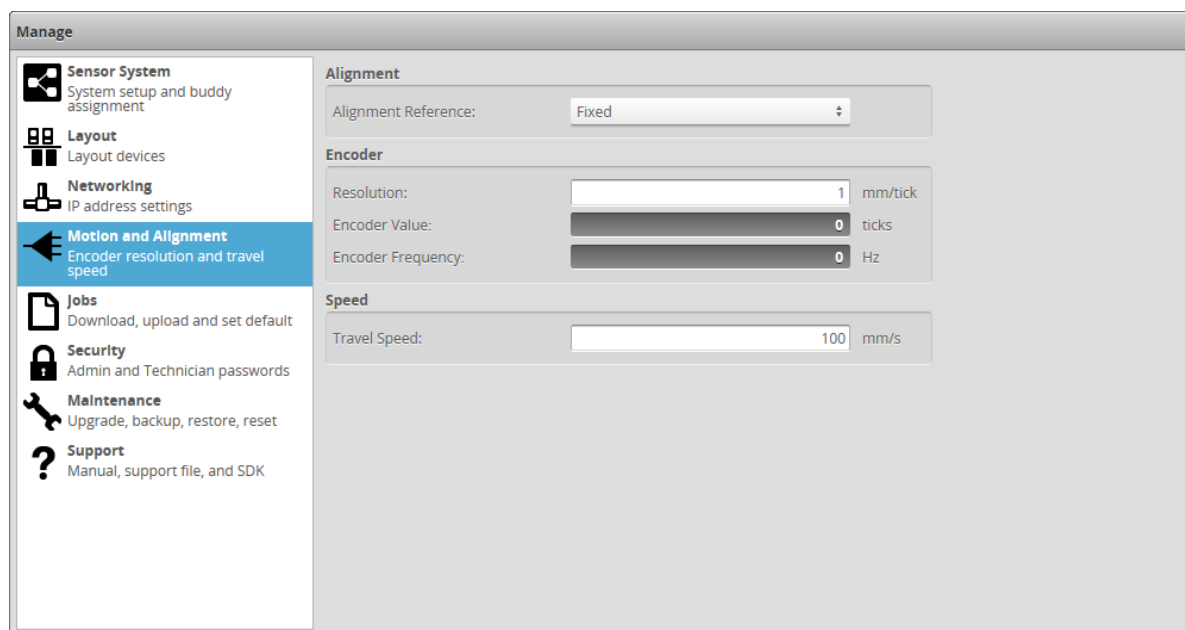 Manage
Sensor System
System setup and buddy
assignment
Layout
Layout devices
Networking
IP address settings
Motion and Alignment
Encoder resolution and travel
speed
Jobs
Download, upload and set default
Security
Admin and Technician passwords
Maintenance
Upgrade, backup, restore, reset
Support
Manual, support file, and SDK
Alignment
Alignment Reference: Fixed
Encoder
Resolution: 1 mm/tick
Encoder Value: 0 ticks
Encoder Frequency: 0 Hz
Speed
Travel Speed: 100 mm/s